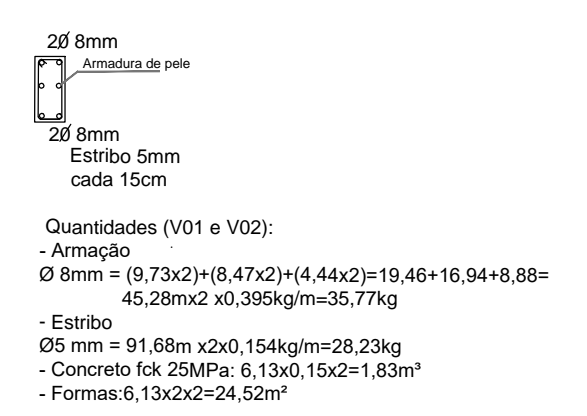 2Ø 8mm
Armadura de pele
2Ø 8mm
Estribo 5mm
cada 15cm
Quantidades (V01 e V02):
- Armação
Ø 8mm = (9,73x2)+(8,47x2)+(4,44x2)=19,46+16,94+8,88=
45,28mx2 x0,395kg/m=35,77kg
- Estribo
Ø5 mm = 91,68m x2x0,154kg/m=28,23kg
- Concreto fck 25MPa: 6,13x0,15x2=1,83m³
- Formas:6,13x2x2=24,52m²